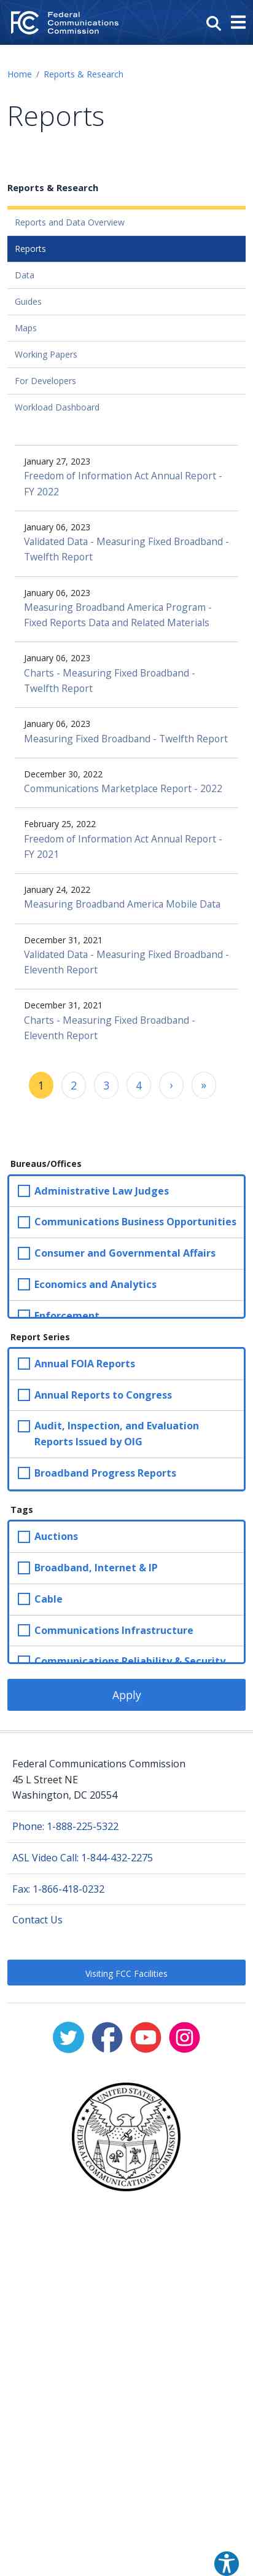 FC Federal
Communications
Commission
Home / Reports & Research
Reports
Reports & Research
Reports and Data Overview
Reports
Data
Guides
Maps
Working Papers
For Developers
Workload Dashboard
January 27, 2023
Freedom of Information Act Annual Report -
FY 2022
January 06, 2023
Validated Data - Measuring Fixed Broadband -
Twelfth Report
January 06, 2023
Measuring Broadband America Program -
Fixed Reports Data and Related Materials
January 06, 2023
Charts - Measuring Fixed Broadband -
Twelfth Report
January 06, 2023
Measuring Fixed Broadband - Twelfth Report
December 30, 2022
Communications Marketplace Report - 2022
February 25, 2022
Freedom of Information Act Annual Report -
FY 2021
January 24, 2022
Measuring Broadband America Mobile Data
December 31, 2021
Validated Data - Measuring Fixed Broadband -
Eleventh Report
December 31, 2021
Charts - Measuring Fixed Broadband -
Eleventh Report
1 2 3 4 › »
Bureaus/Offices
Administrative Law Judges
Communications Business Opportunities
Consumer and Governmental Affairs
Economics and Analytics
Enforcement
Report Series
Annual FOIA Reports
Annual Reports to Congress
Audit, Inspection, and Evaluation
Reports Issued by OIG
Broadband Progress Reports
Tags
Auctions
Broadband, Internet & IP
Cable
Communications Infrastructure
Communications Reliability & Security
Apply
Federal Communications Commission
45 L Street NE
Washington, DC 20554
Phone: 1-888-225-5322
ASL Video Call: 1-844-432-2275
Fax: 1-866-418-0232
Contact Us
Visiting FCC Facilities
UNITED STATES
FEDERAL COMMUNICATIONS COMMISSION